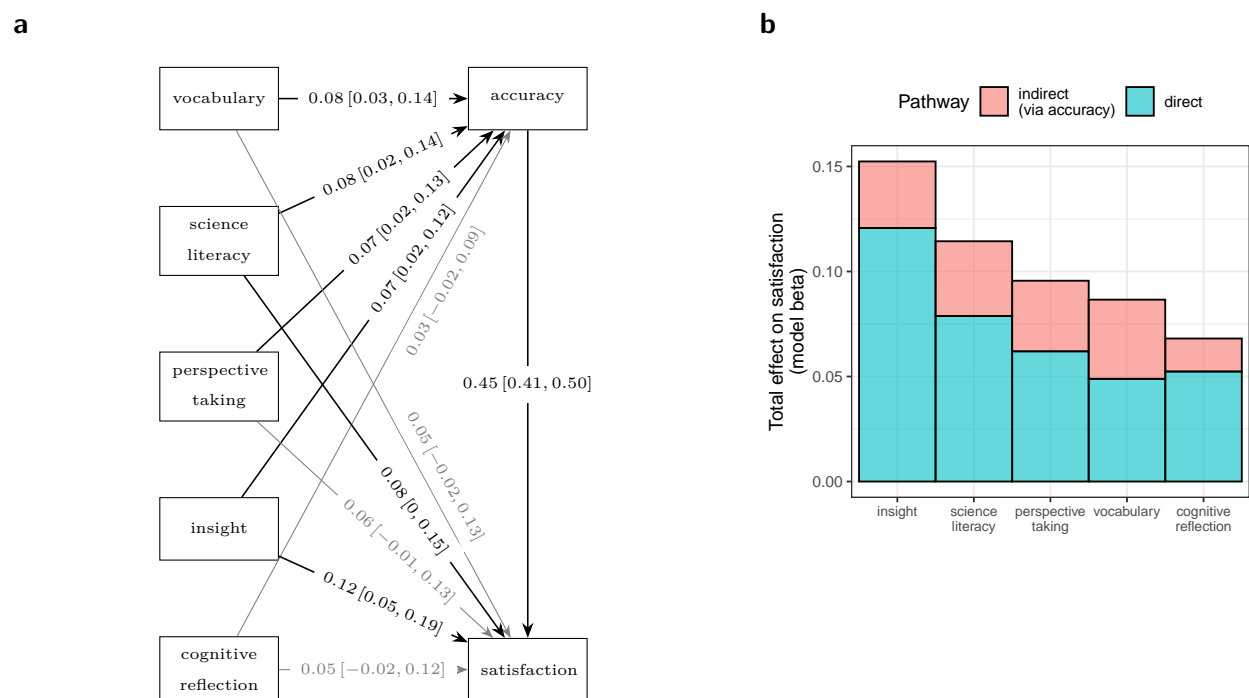 a
vocabulary
0.08 [0.03, 0.14]
accuracy
0.08 [0.02, 0.14]
science
literacy
0.07 [0.02, 0.13]
0.07 [0.02, 0.12]
0.03 [−0.02, 0.09]
perspective
taking
0.45 [0.41, 0.50]
0.05 [−0.02, 0.13]
0.08 [0, 0.15]
0.06 [−0.01, 0.13]
insight
0.12 [0.05, 0.19]
cognitive
reflection
0.05 [−0.02, 0.12]
satisfaction
b
Pathway
indirect
(via accuracy)
direct
Total effect on satisfaction
(model beta)
0.15
0.10
0.05
0.00
insight
science
literacy
perspective
taking
vocabulary
cognitive
reflection